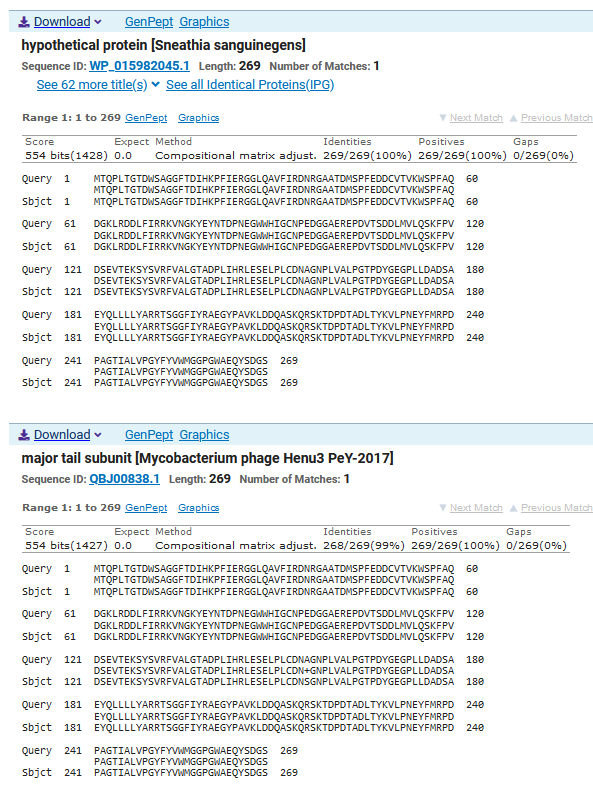 Download GenPept Graphics
hypothetical protein [Sneathia sanguinegens]
Sequence ID: WP_015982045.1 Length: 269 Number of Matches: 1
See 62 more title(s) See all Identical Proteins(IPG)
Range 1: 1 to 269 GenPept Graphics Next Match Previous Match
Score Expect Method Identities Positives Gaps
554 bits(1428) 0.0 Compositional matrix adjust. 269/269(100%) 269/269(100%) 0/269(0%)
Query 1 MTQPLTGTDWSAGGFTDIHKPFIERGGLQAVFIRDNRGAATDMSPFEDDCVTVKWSPFAQ 60
MTQPLTGTDWSAGGFTDIHKPFIERGGLQAVFIRDNRGAATDMSPFEDDCVTVKWSPFAQ
Sbjct 1 MTQPLTGTDWSAGGFTDIHKPFIERGGLQAVFIRDNRGAATDMSPFEDDCVTVKWSPFAQ 60
Query 61 DGKLRDDLFIRRKVNGKYEYNTDPNEGWWHIGCNPEDGGAEREPDVTSDDLMVLQSKFPV 120
DGKLRDDLFIRRKVNGKYEYNTDPNEGWWHIGCNPEDGGAEREPDVTSDDLMVLQSKFPV
Sbjct 61 DGKLRDDLFIRRKVNGKYEYNTDPNEGWWHIGCNPEDGGAEREPDVTSDDLMVLQSKFPV 120
Query 121 DSEVTEKSYSVRFVALGTADPLIHRLESELPLCDNAGNPLVALPGTPDYGEGPLLDADSA 180
DSEVTEKSYSVRFVALGTADPLIHRLESELPLCDNAGNPLVALPGTPDYGEGPLLDADSA
Sbjct 121 DSEVTEKSYSVRFVALGTADPLIHRLESELPLCDNAGNPLVALPGTPDYGEGPLLDADSA 180
Query 181 EYQLLLLYARRTSGGFIYRAEGYPAVKLDDQASKQRSKTDPDTADLTYKVLPNEYFMRPD 240
EYQLLLLYARRTSGGFIYRAEGYPAVKLDDQASKQRSKTDPDTADLTYKVLPNEYFMRPD
Sbjct 181 EYQLLLLYARRTSGGFIYRAEGYPAVKLDDQASKQRSKTDPDTADLTYKVLPNEYFMRPD 240
Query 241 PAGTIALVPGYFYVWMGGPGWAEQYSDGS 269
PAGTIALVPGYFYVWMGGPGWAEQYSDGS
Sbjct 241 PAGTIALVPGYFYVWMGGPGWAEQYSDGS 269
Download GenPept Graphics
major tail subunit [Mycobacterium phage Henu3 PeY-2017]
Sequence ID: QBJ00838.1 Length: 269 Number of Matches: 1
Range 1: 1 to 269 GenPept Graphics Next Match Previous Match
Score Expect Method Identities Positives Gaps
554 bits(1427) 0.0 Compositional matrix adjust. 268/269(99%) 269/269(100%) 0/269(0%)
Query 1 MTQPLTGTDWSAGGFTDIHKPFIERGGLQAVFIRDNRGAATDMSPFEDDCVTVKWSPFAQ 60
MTQPLTGTDWSAGGFTDIHKPFIERGGLQAVFIRDNRGAATDMSPFEDDCVTVKWSPFAQ
Sbjct 1 MTQPLTGTDWSAGGFTDIHKPFIERGGLQAVFIRDNRGAATDMSPFEDDCVTVKWSPFAQ 60
Query 61 DGKLRDDLFIRRKVNGKYEYNTDPNEGWWHIGCNPEDGGAEREPDVTSDDLMVLQSKFPV 120
DGKLRDDLFIRRKVNGKYEYNTDPNEGWWHIGCNPEDGGAEREPDVTSDDLMVLQSKFPV
Sbjct 61 DGKLRDDLFIRRKVNGKYEYNTDPNEGWWHIGCNPEDGGAEREPDVTSDDLMVLQSKFPV 120
Query 121 DSEVTEKSYSVRFVALGTADPLIHRLESELPLCDNAGNPLVALPGTPDYGEGPLLDADSA 180
DSEVTEKSYSVRFVALGTADPLIHRLESELPLCDN+GNPLVALPGTPDYGEGPLLDADSA
Sbjct 121 DSEVTEKSYSVRFVALGTADPLIHRLESELPLCDNSGNPLVALPGTPDYGEGPLLDADSA 180
Query 181 EYQLLLLYARRTSGGFIYRAEGYPAVKLDDQASKQRSKTDPDTADLTYKVLPNEYFMRPD 240
EYQLLLLYARRTSGGFIYRAEGYPAVKLDDQASKQRSKTDPDTADLTYKVLPNEYFMRPD
Sbjct 181 EYQLLLLYARRTSGGFIYRAEGYPAVKLDDQASKQRSKTDPDTADLTYKVLPNEYFMRPD 240
Query 241 PAGTIALVPGYFYVWMGGPGWAEQYSDGS 269
PAGTIALVPGYFYVWMGGPGWAEQYSDGS
Sbjct 241 PAGTIALVPGYFYVWMGGPGWAEQYSDGS 269